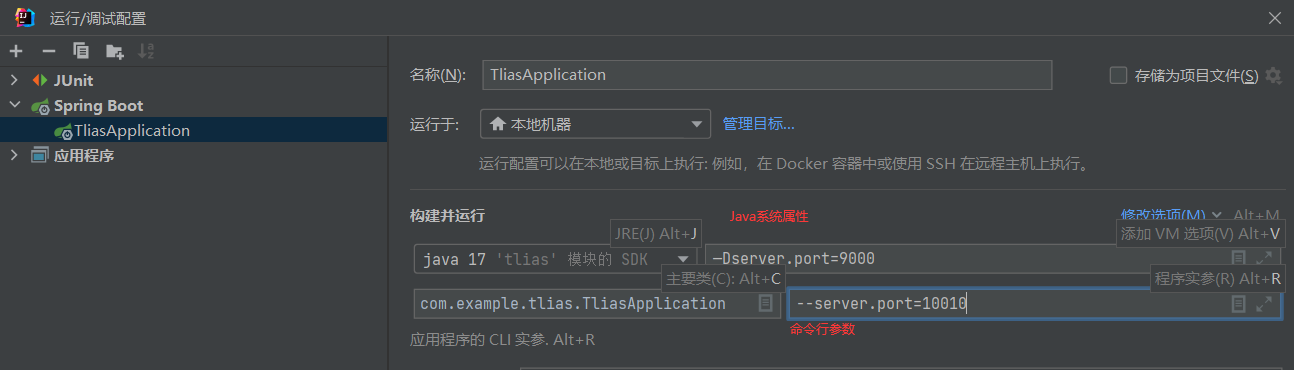 运行/调试配置
名称(N):
TliasApplication
存储为项目文件(S)
JUnit
Spring Boot
TliasApplication
应用程序
运行于:
本地机器
管理目标...
运行配置可以在本地或目标上执行: 例如，在 Docker 容器中或使用 SSH 在远程主机上执行。
构建并运行
Java系统属性
修改选项(M)
Alt+M
JRE(J) Alt+J
添加 VM 选项(V) Alt+V
java 17 'tlias' 模块的 SDK
-Dserver.port=9000
主要类(C): Alt+C
程序实参(R) Alt+R
com.example.tlias.TliasApplication
--server.port=10010
命令行参数
应用程序的 CLI 实参. Alt+R